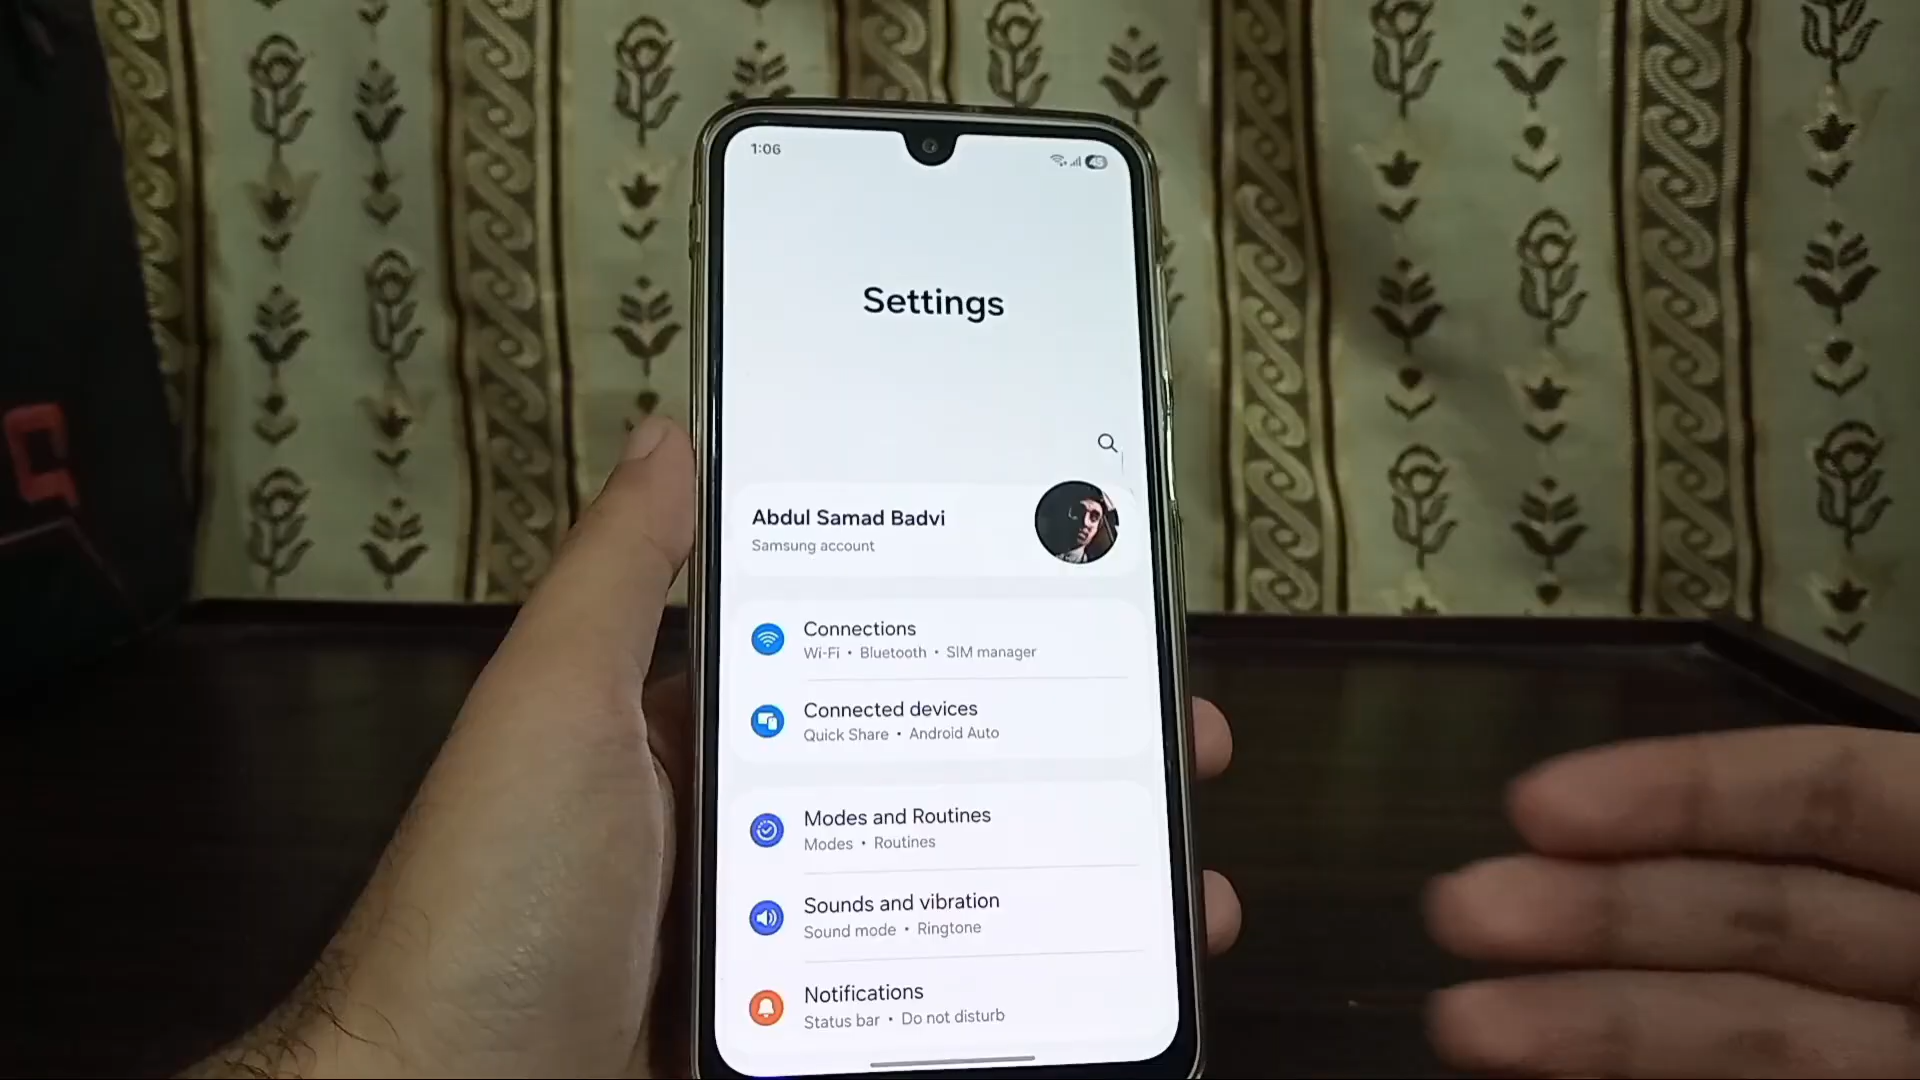 1:06
45
Settings
Abdul Samad Badvi
Samsung account
Connections
Wi-Fi • Bluetooth • SIM manager
Connected devices
Quick Share • Android Auto
Modes and Routines
Modes • Routines
Sounds and vibration
Sound mode • Ringtone
Notifications
Status bar • Do not disturb